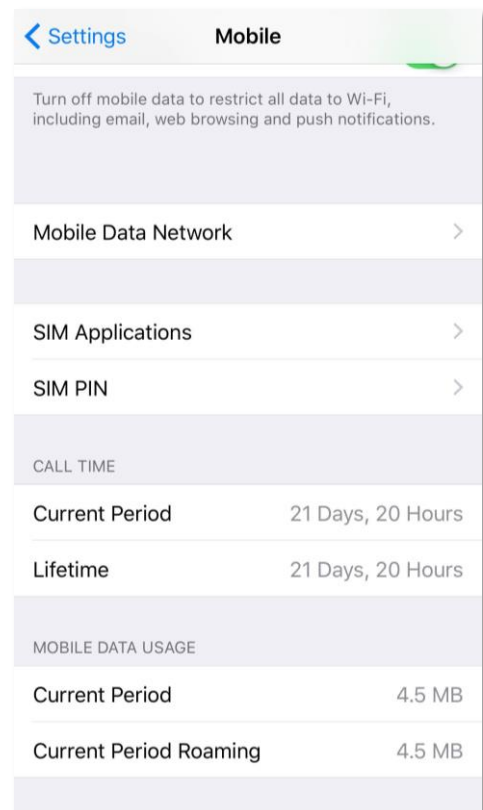 Settings Mobile
Turn off mobile data to restrict all data to Wi-Fi,
including email, web browsing and push notifications.
Mobile Data Network
SIM Applications
SIM PIN
CALL TIME
Current Period 21 Days, 20 Hours
Lifetime 21 Days, 20 Hours
MOBILE DATA USAGE
Current Period 4.5 MB
Current Period Roaming 4.5 MB